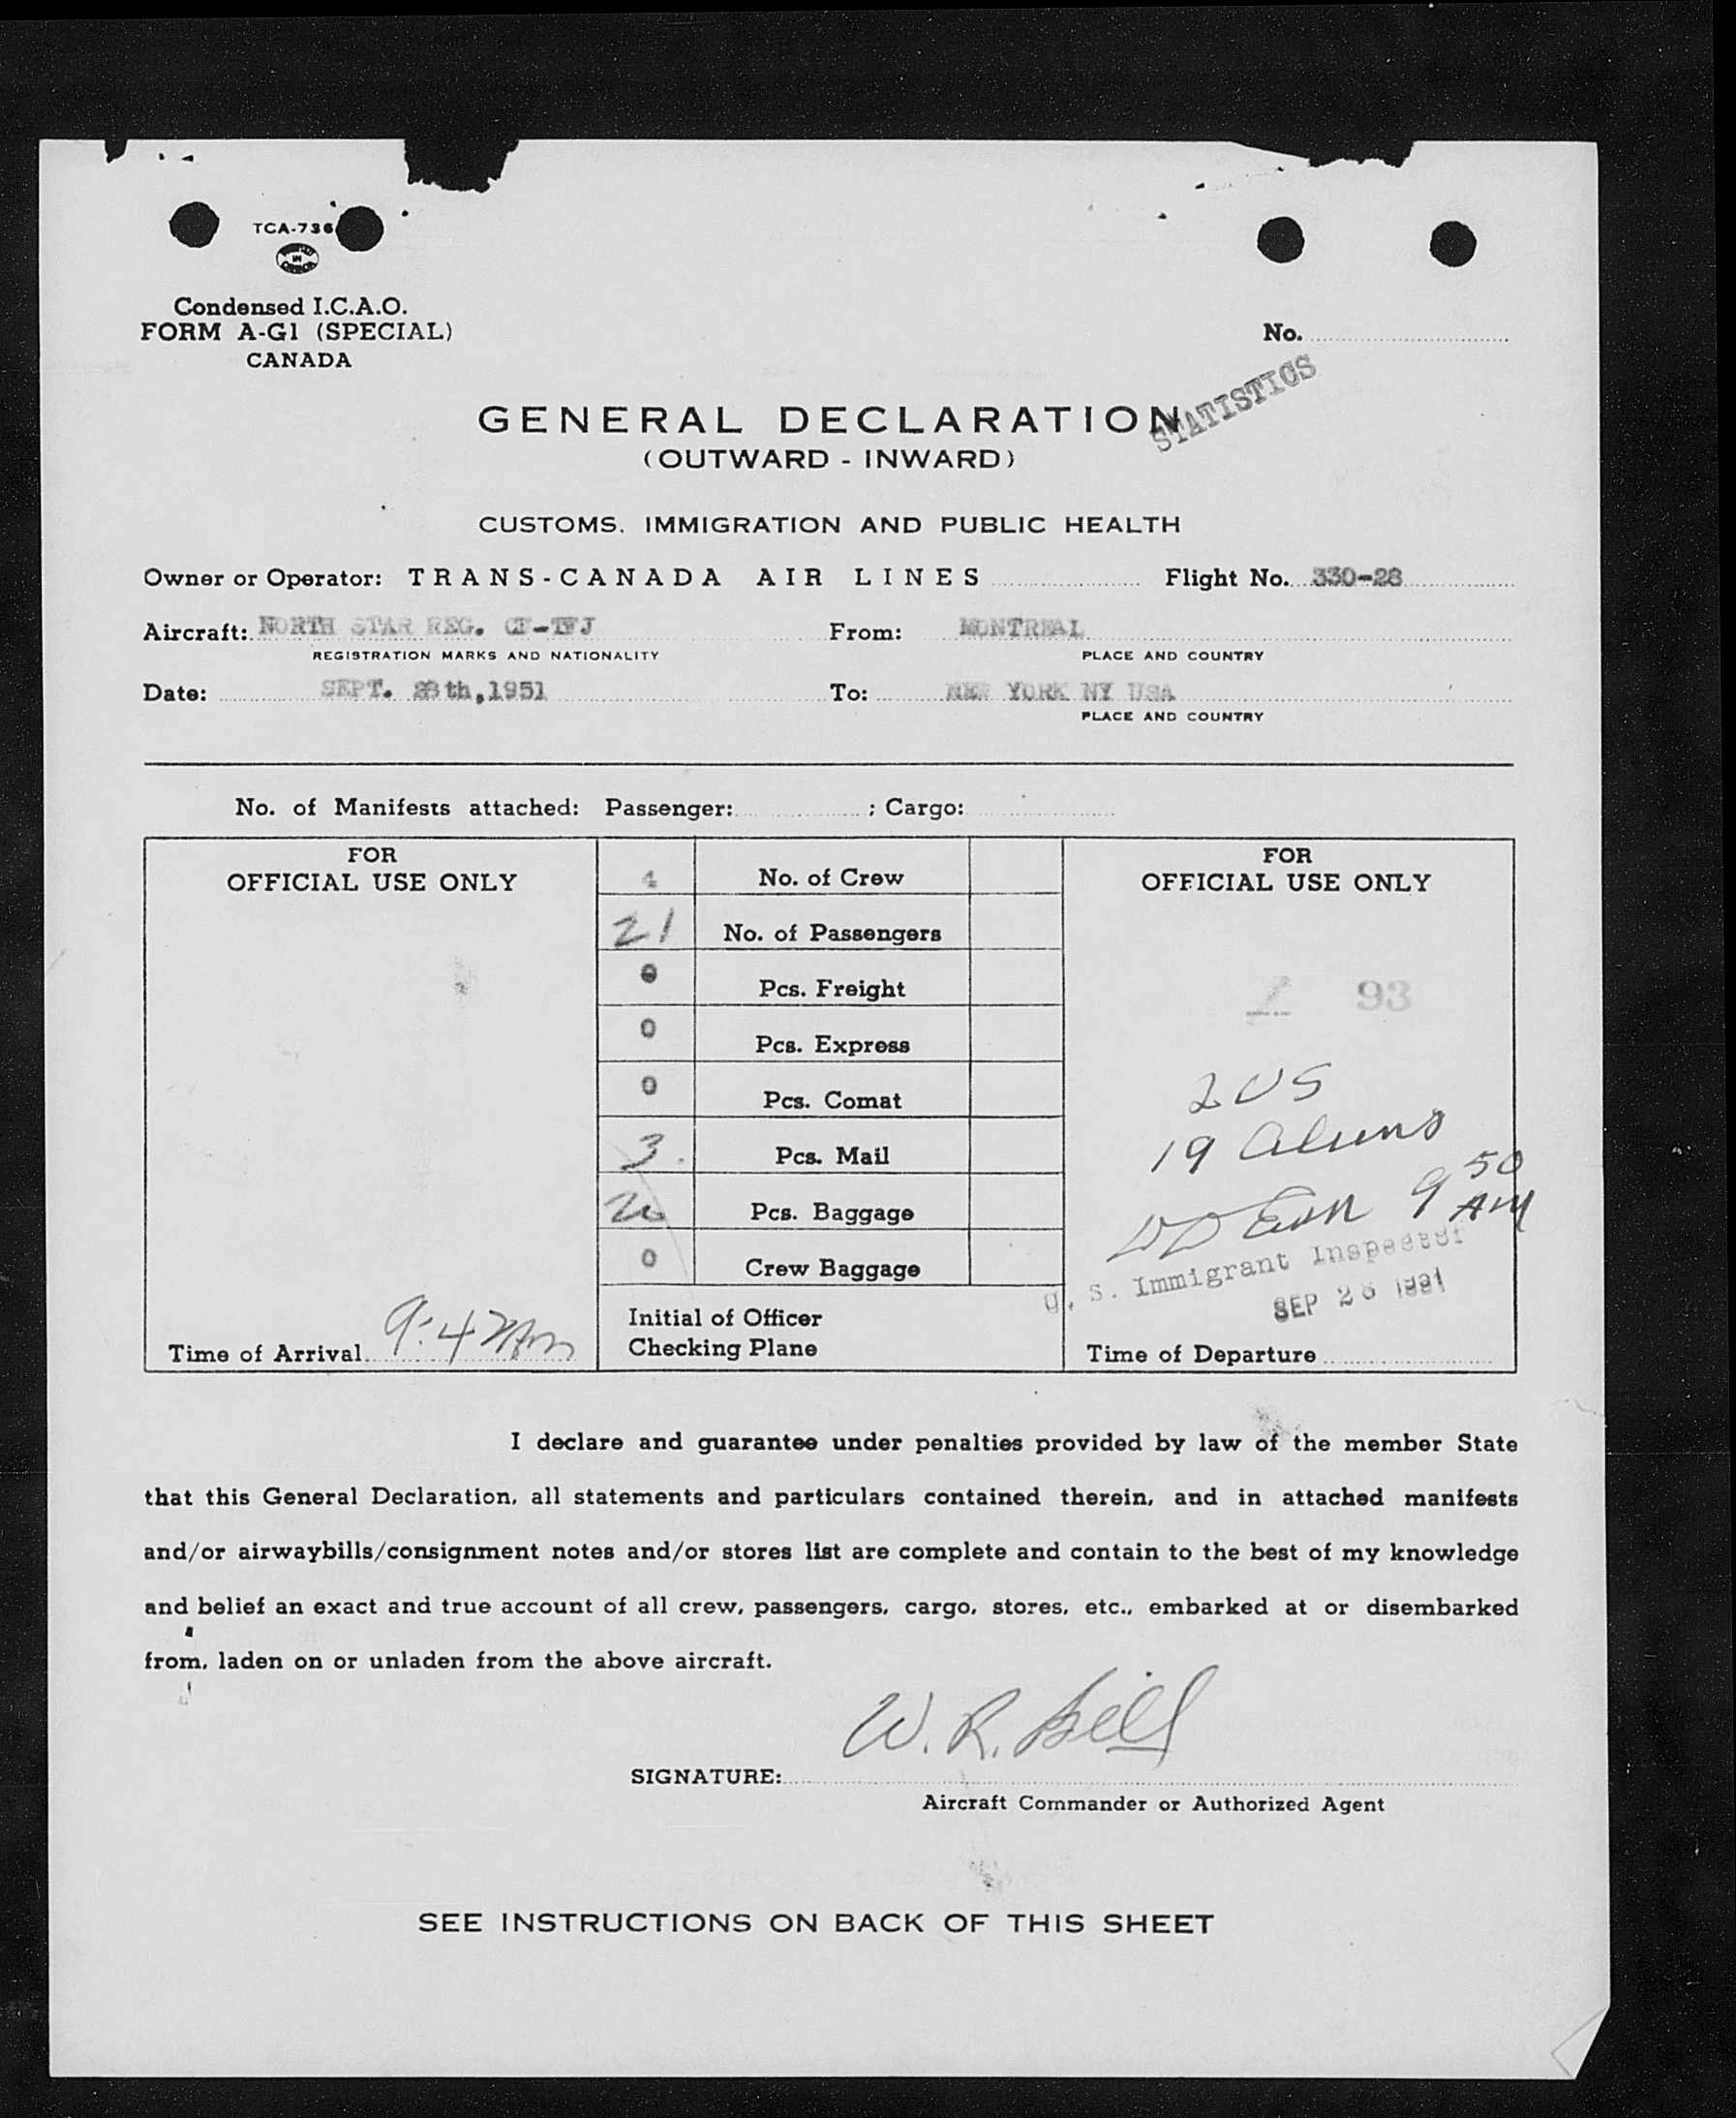 TCA-736
Condensed I.C.A.O.
FORM A-G1 (SPECIAL)
CANADA
No.
STATISTICS
GENERAL DECLARATION
(OUTWARD - INWARD)
CUSTOMS. IMMIGRATION AND PUBLIC HEALTH
Owner or Operator: TRANS-CANADA AIR LINES Flight No. 330-28
Aircraft: NORTH STAR REG. CF-TFJ From: MONTREAL
REGISTRATION MARKS AND NATIONALITY PLACE AND COUNTRY
Date: SEPT. 28th,1951 To: NEW YORK NY USA
PLACE AND COUNTRY
No. of Manifests attached: Passenger: ; Cargo:
FOR
OFFICIAL USE ONLY
4 No. of Crew
21 No. of Passengers
0 Pcs. Freight
0 Pcs. Express
0 Pcs. Comat
3 Pcs. Mail
20 Pcs. Baggage
0 Crew Baggage
Initial of Officer
Checking Plane
Time of Arrival 9:42AM
FOR
OFFICIAL USE ONLY
93
2 US
19 aliens
9 50
AM
U. S. Immigrant Inspector
SEP 28 1951
Time of Departure
I declare and guarantee under penalties provided by law of the member State
that this General Declaration, all statements and particulars contained therein, and in attached manifests
and/or airwaybills/consignment notes and/or stores list are complete and contain to the best of my knowledge
and belief an exact and true account of all crew, passengers, cargo, stores, etc., embarked at or disembarked
from, laden on or unladen from the above aircraft.
W. R. Bell
SIGNATURE:
Aircraft Commander or Authorized Agent
SEE INSTRUCTIONS ON BACK OF THIS SHEET